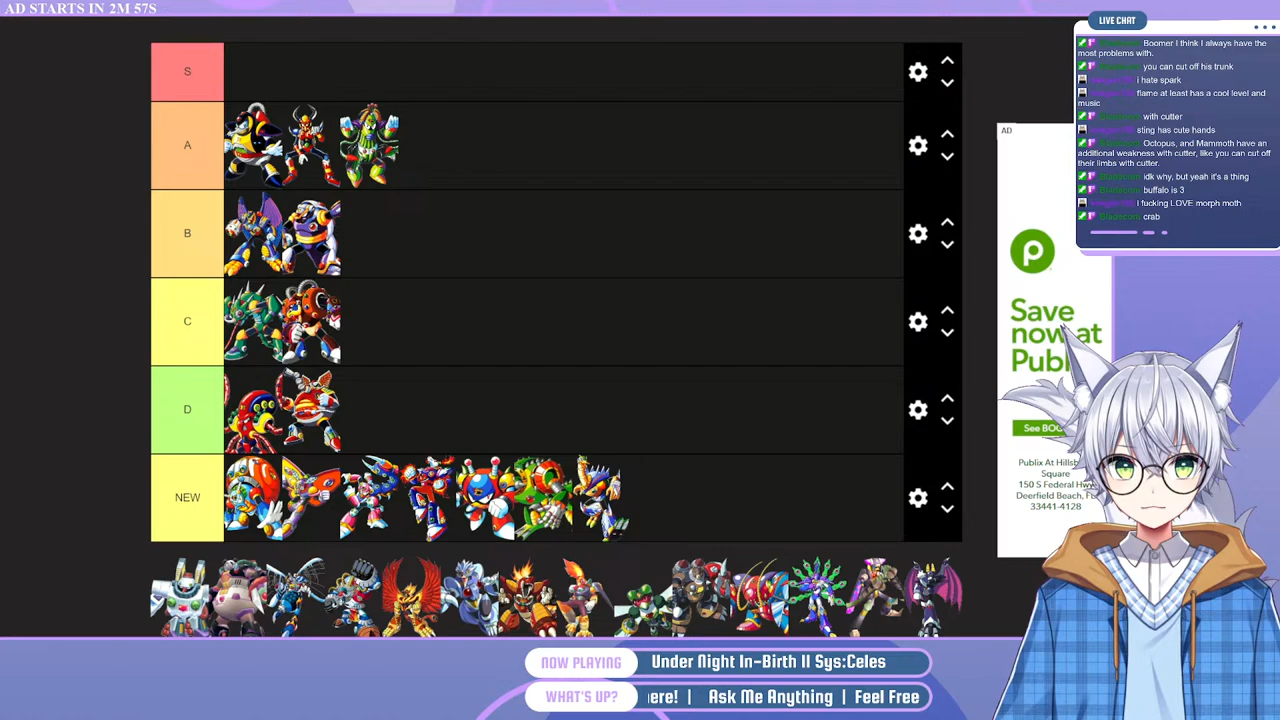 AD STARTS IN 2M 57S
LIVE CHAT
Boomer I think I always have the
most problems with.
you can cut off his trunk
i hate spark
flame at least has a cool level and
music
with cutter
sting has cute hands
Octopus, and Mammoth have an
additional weakness with cutter, like you can cut off
their limbs with cutter.
idk why, but yeah it's a thing
buffalo is 3
i fucking LOVE morph moth
crab
S
A
B
C
D
NEW
AD
Save
now at
Publ
See BOG
Publix At Hillsb
Square
150 S Federal Hwy
Deerfield Beach, FL
33441-4128
NOW PLAYING
Under Night In-Birth II Sys:Celes
WHAT'S UP?
ere! | Ask Me Anything | Feel Free